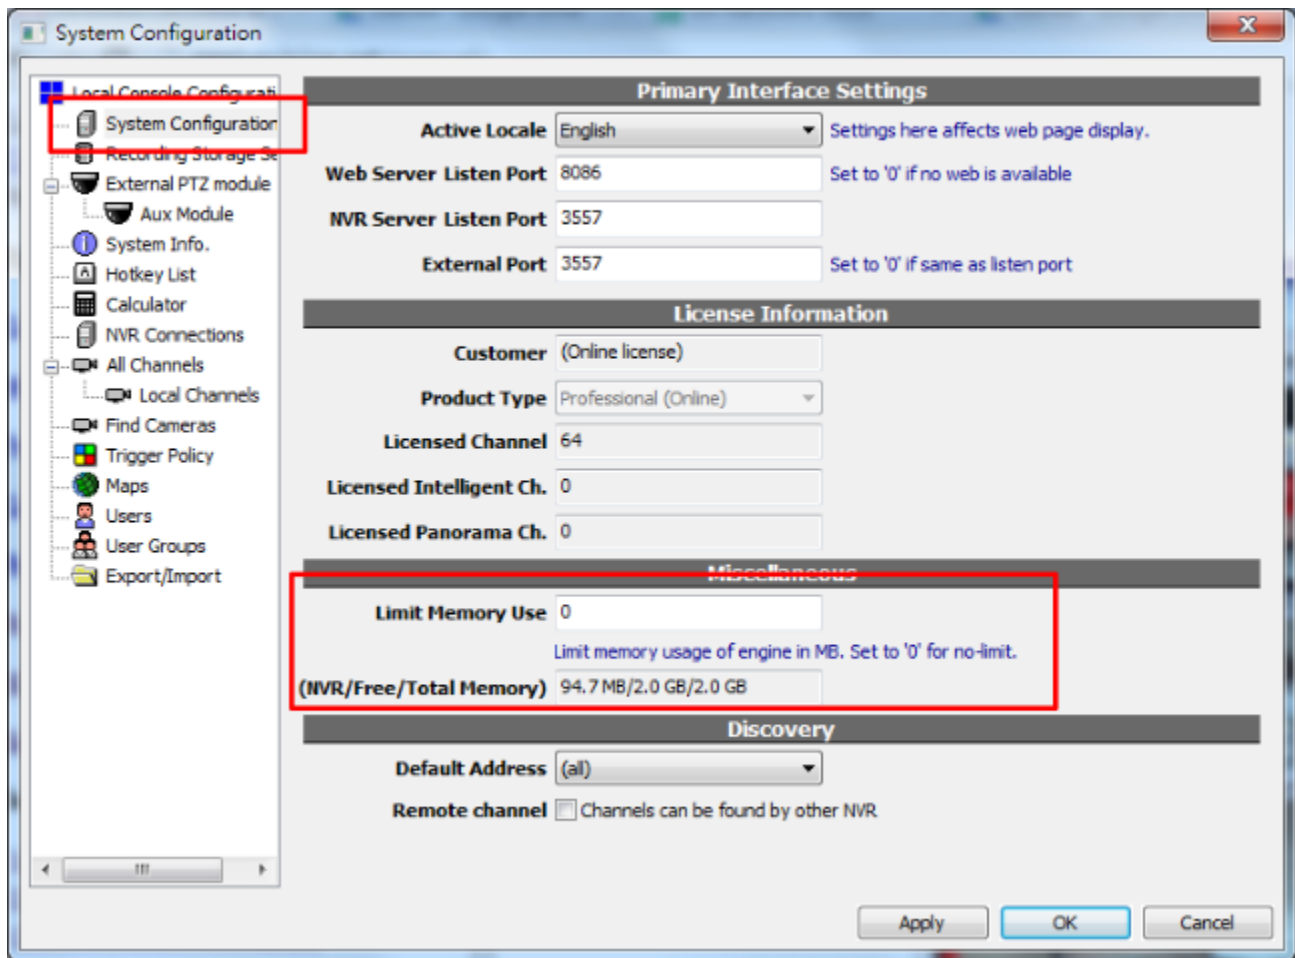 System Configuration
Local Console Configurati
System Configuration
Recording Storage Se
External PTZ module
Aux Module
System Info.
Hotkey List
Calculator
NVR Connections
All Channels
Local Channels
Find Cameras
Trigger Policy
Maps
Users
User Groups
Export/Import
Primary Interface Settings
Active Locale English Settings here affects web page display.
Web Server Listen Port 8086 Set to '0' if no web is available
NVR Server Listen Port 3557
External Port 3557 Set to '0' if same as listen port
License Information
Customer (Online license)
Product Type Professional (Online)
Licensed Channel 64
Licensed Intelligent Ch. 0
Licensed Panorama Ch. 0
Miscellaneous
Limit Memory Use 0
Limit memory usage of engine in MB. Set to '0' for no-limit.
(NVR/Free/Total Memory) 94.7 MB/2.0 GB/2.0 GB
Discovery
Default Address (all)
Remote channel Channels can be found by other NVR
Apply OK Cancel